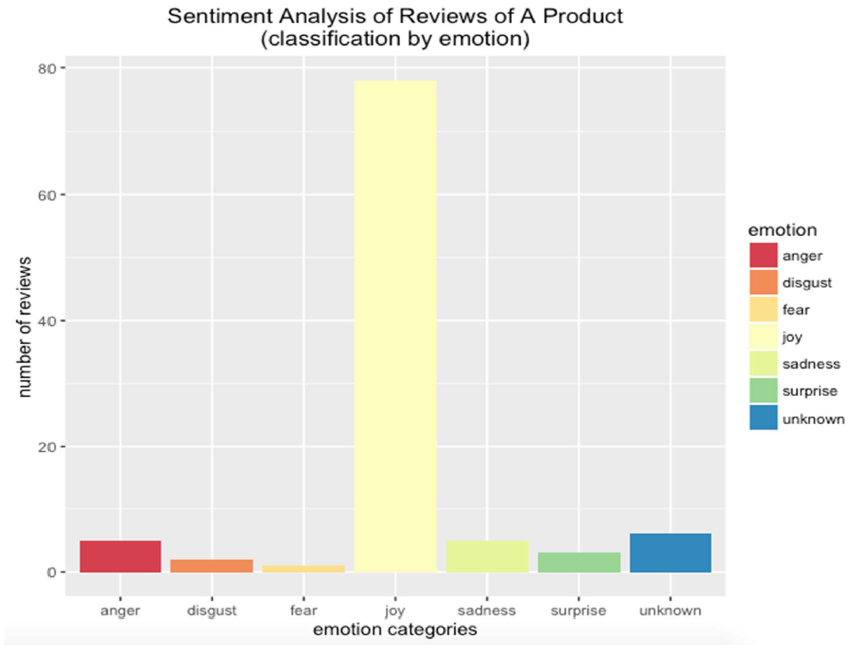 Sentiment Analysis of Reviews of A Product
(classification by emotion)
number of reviews
80
60
40
20
0
anger disgust fear joy sadness surprise unknown
emotion categories
emotion
anger
disgust
fear
joy
sadness
surprise
unknown